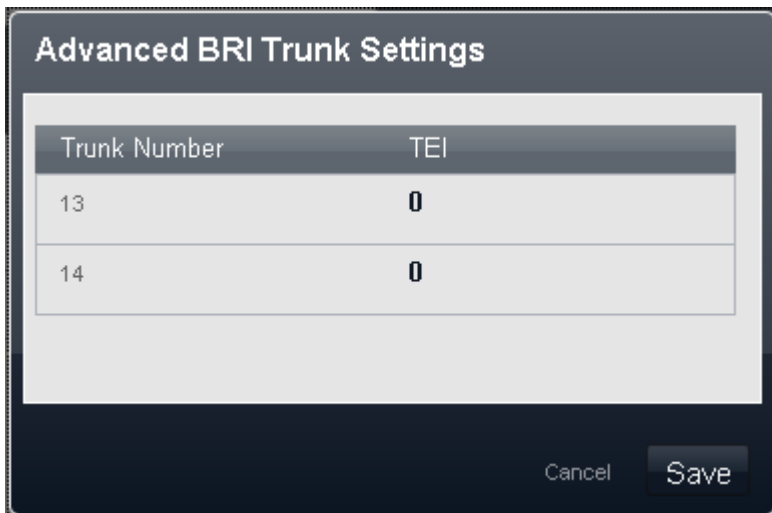 Advanced BRI Trunk Settings
Trunk Number TEI
13 0
14 0
Cancel Save